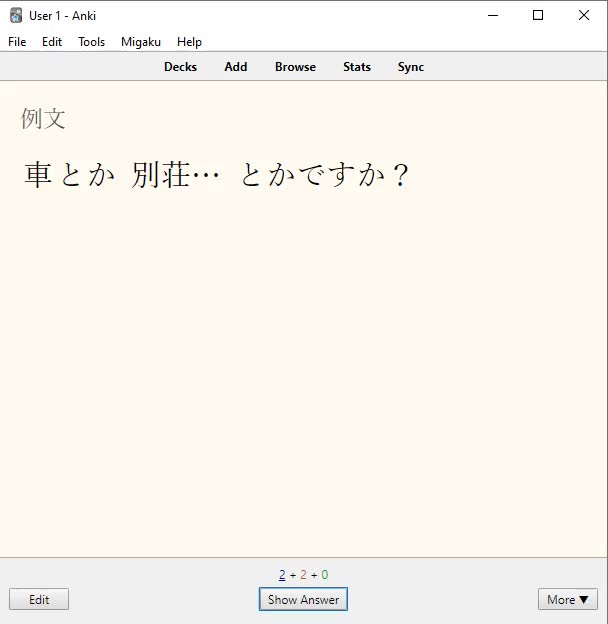 User 1 - Anki
File Edit Tools Migaku Help
Decks Add Browse Stats Sync
例文
車とか 別荘… とかですか？
2 + 2 + 0
Edit Show Answer More ▼